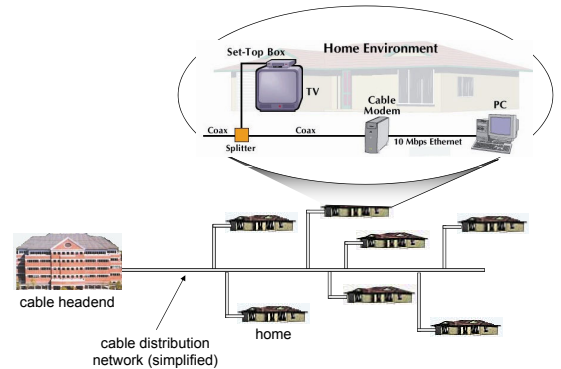 Home Environment
Set-Top Box
TV
Cable
Modem
PC
Coax
Coax
10 Mbps Ethernet
Splitter
cable headend
home
cable distribution
network (simplified)